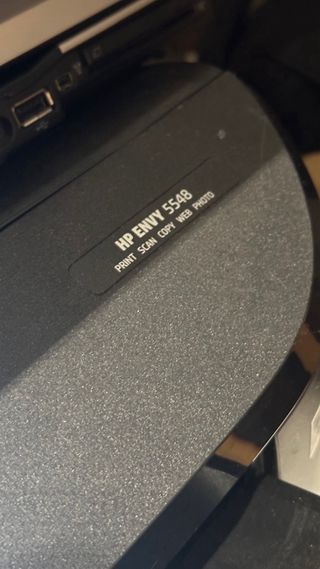 HP ENVY 5548
PRINT SCAN COPY WEB PHOTO